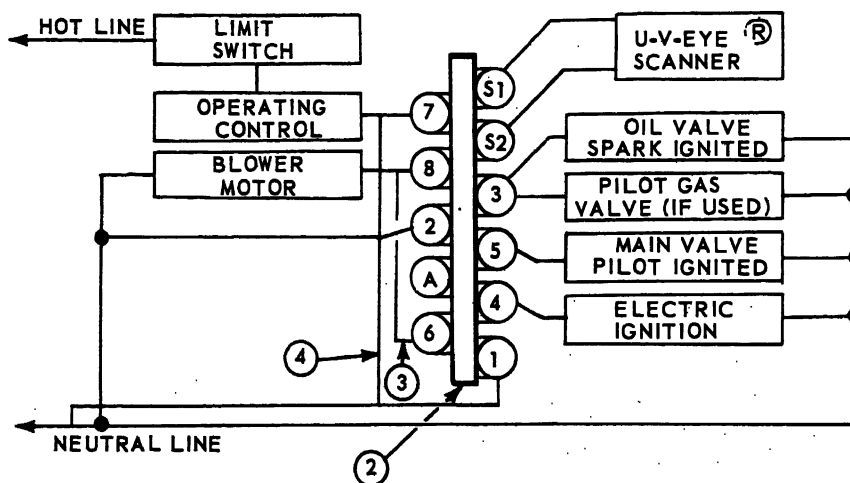 HOT LINE
LIMIT
SWITCH
U-V-EYE ®
SCANNER
OPERATING
CONTROL
BLOWER
MOTOR
7
8
2
A
6
S1
S2
3
5
4
1
OIL VALVE
SPARK IGNITED
PILOT GAS
VALVE (IF USED)
MAIN VALVE
PILOT IGNITED
ELECTRIC
IGNITION
4
3
NEUTRAL LINE
2